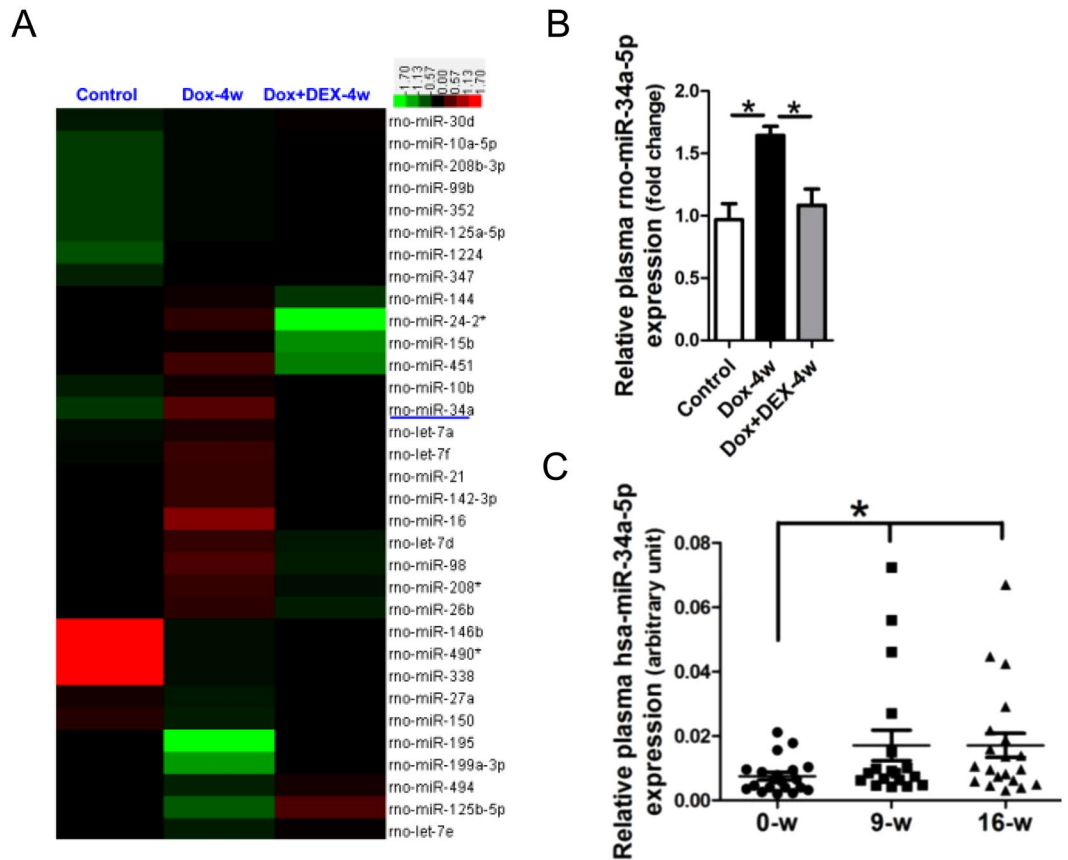 A
-1.70
-1.13
-0.57
0.00
0.57
1.13
1.70
Control Dox-4w Dox+DEX-4w
rno-miR-30d
rno-miR-10a-5p
rno-miR-208b-3p
rno-miR-99b
rno-miR-352
rno-miR-125a-5p
rno-miR-1224
rno-miR-347
rno-miR-144
rno-miR-24-2*
rno-miR-15b
rno-miR-451
rno-miR-10b
rno-miR-34a
rno-let-7a
rno-let-7f
rno-miR-21
rno-miR-142-3p
rno-miR-16
rno-let-7d
rno-miR-98
rno-miR-208*
rno-miR-26b
rno-miR-146b
rno-miR-490*
rno-miR-338
rno-miR-27a
rno-miR-150
rno-miR-195
rno-miR-199a-3p
rno-miR-494
rno-miR-125b-5p
rno-let-7e
B
Relative plasma rno-miR-34a-5p
expression (fold change)
2.0
1.5
1.0
0.5
0.0
* *
Control
Dox-4w
Dox+DEX-4w
C
Relative plasma hsa-miR-34a-5p
expression (arbitrary unit)
*
0.08
0.06
0.04
0.02
0.00
0-w 9-w 16-w